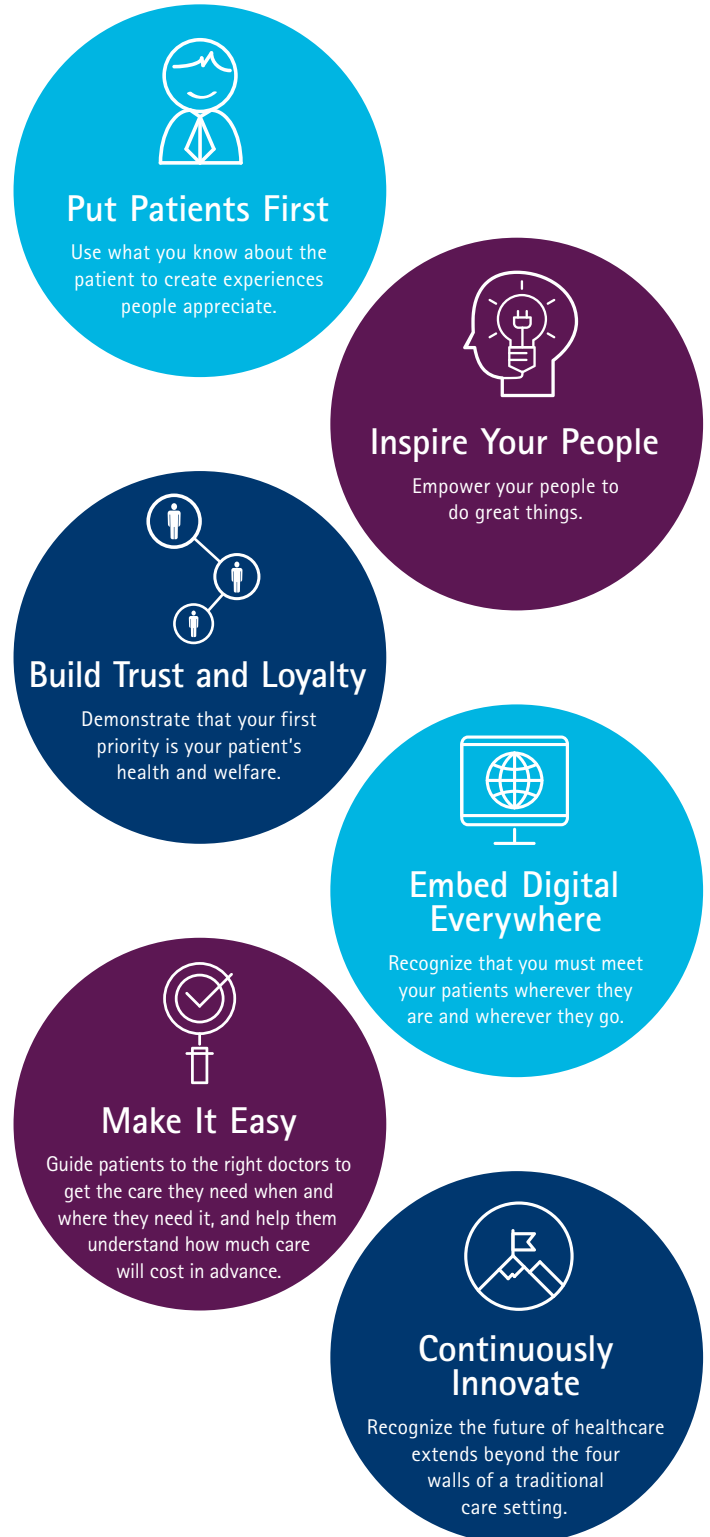 Put Patients First
Use what you know about the
patient to create experiences
people appreciate.
Inspire Your People
Empower your people to
do great things.
Build Trust and Loyalty
Demonstrate that your first
priority is your patient's
health and welfare.
Embed Digital
Everywhere
Recognize that you must meet
your patients wherever they
are and wherever they go.
Make It Easy
Guide patients to the right doctors to
get the care they need when and
where they need it, and help them
understand how much care
will cost in advance.
Continuously
Innovate
Recognize the future of healthcare
extends beyond the four
walls of a traditional
care setting.